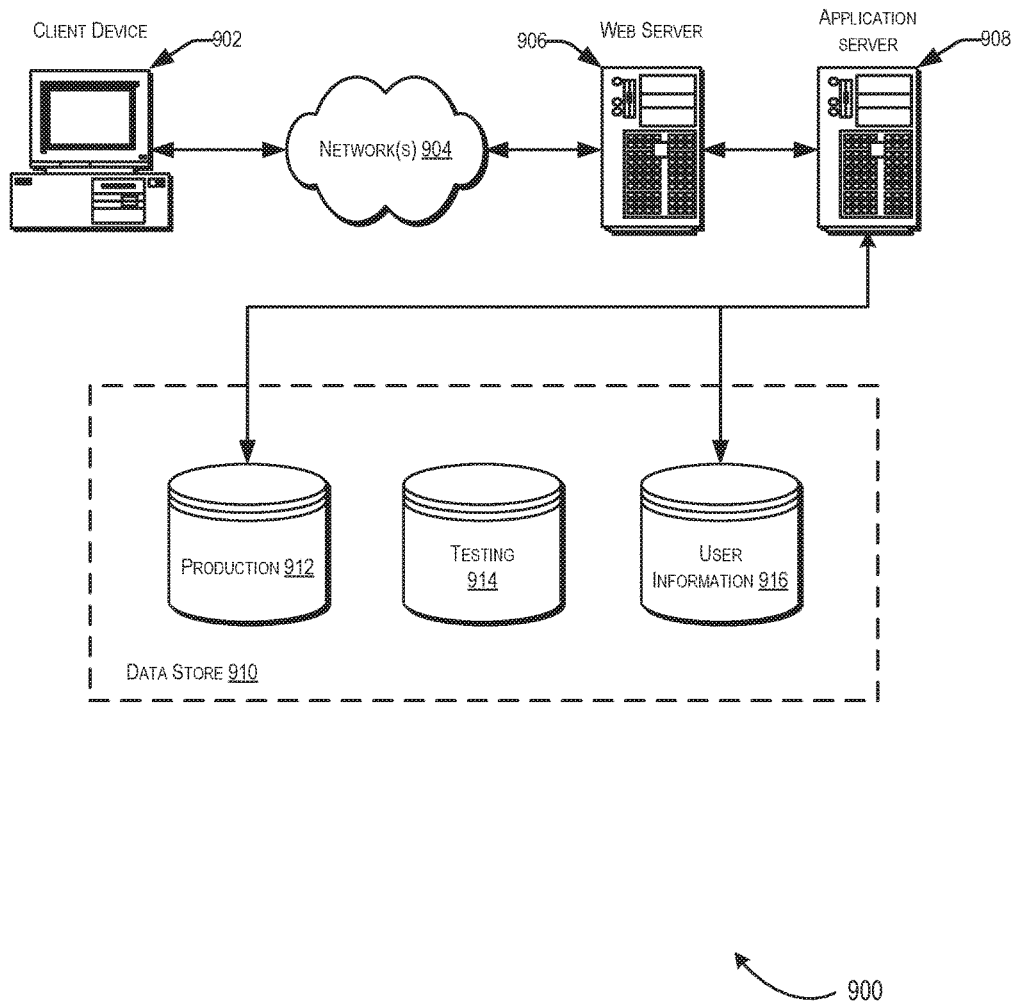 CLIENT DEVICE
902
906
WEB SERVER
APPLICATION
SERVER
908
NETWORK(S) 904
PRODUCTION 912
TESTING
914
USER
INFORMATION 916
DATA STORE 910
900